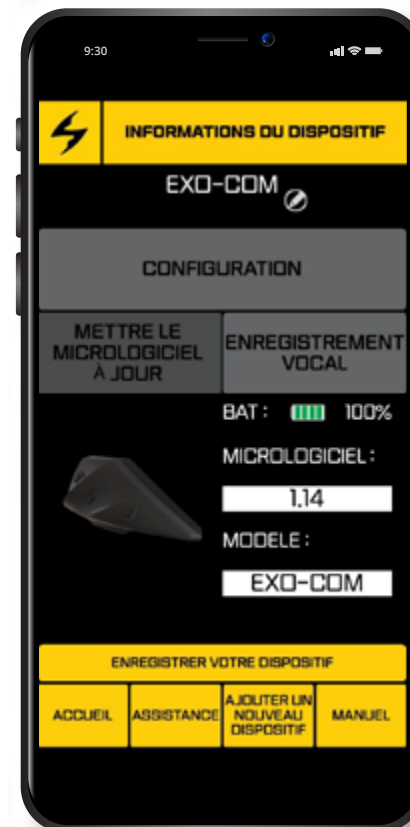 9:30
INFORMATIONS DU DISPOSITIF
EXO-COM
CONFIGURATION
METTRE LE
MICROLOGICIEL
À JOUR
ENREGISTREMENT
VOCAL
BAT : 100%
MICROLOGICIEL :
1.14
MODELE :
EXO-COM
ENREGISTRER VOTRE DISPOSITIF
ACCUEIL
ASSISTANCE
AJOUTER UN
NOUVEAU
DISPOSITIF
MANUEL